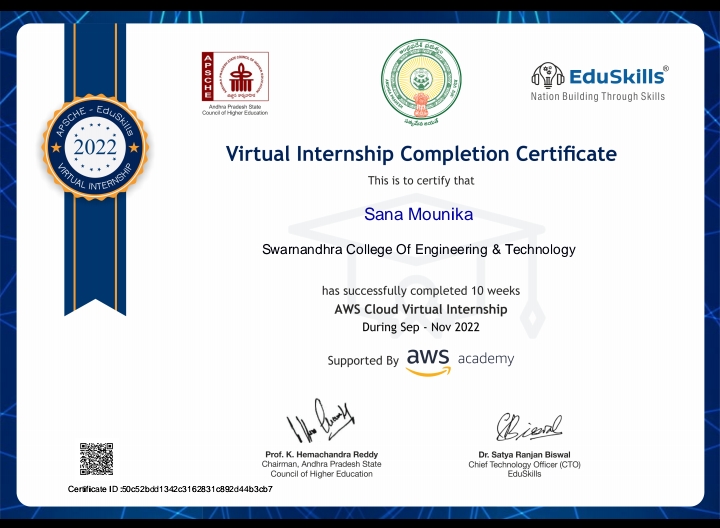 APSCHE
Andhra Pradesh State
Council of Higher Education
EduSkills®
Nation Building Through Skills
APSCHE - EduSkills
2022
VIRTUAL INTERNSHIP
Virtual Internship Completion Certificate
This is to certify that
Sana Mounika
Swarnandhra College Of Engineering & Technology
has successfully completed 10 weeks
AWS Cloud Virtual Internship
During Sep - Nov 2022
Supported By aws academy
Prof. K. Hemachandra Reddy
Chairman, Andhra Pradesh State
Council of Higher Education
Dr. Satya Ranjan Biswal
Chief Technology Officer (CTO)
EduSkills
Certificate ID :50c52bdd1342c3162831c892d44b3cb7